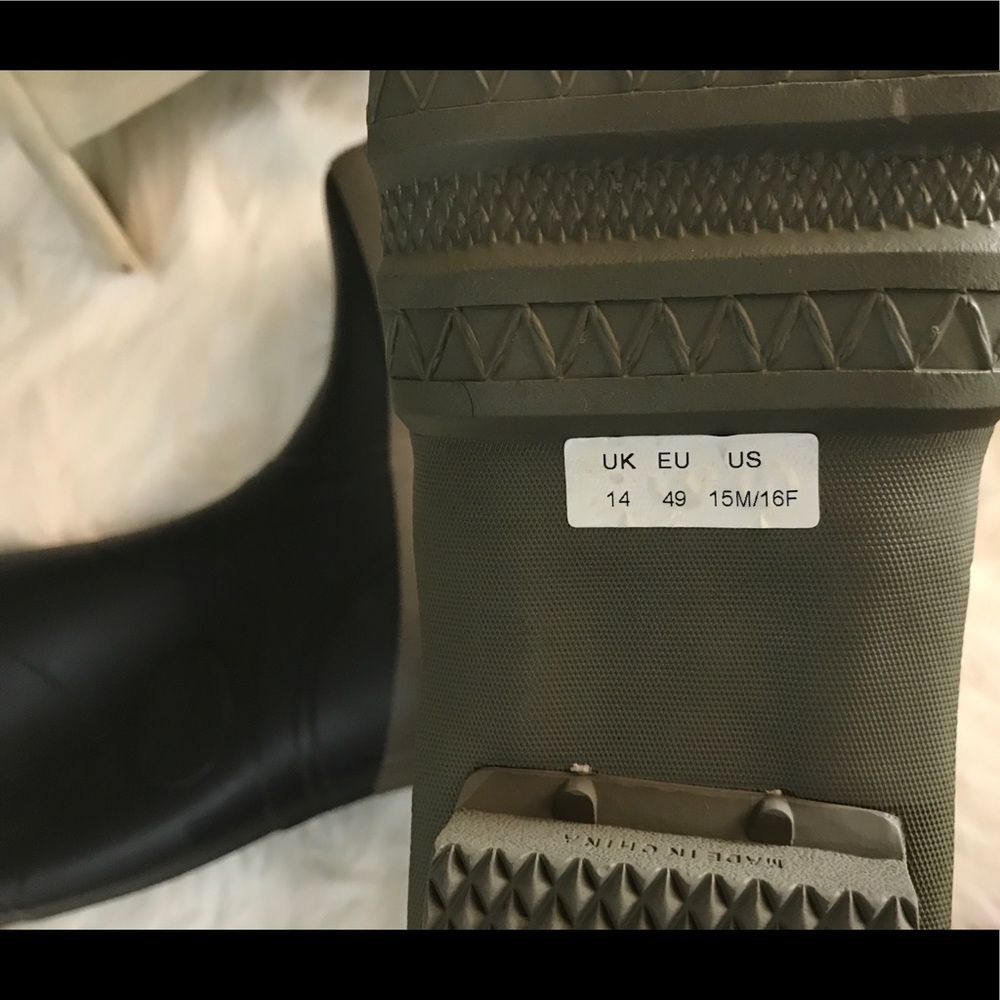 UK EU US
14 49 15M/16F
MADE IN CHINA